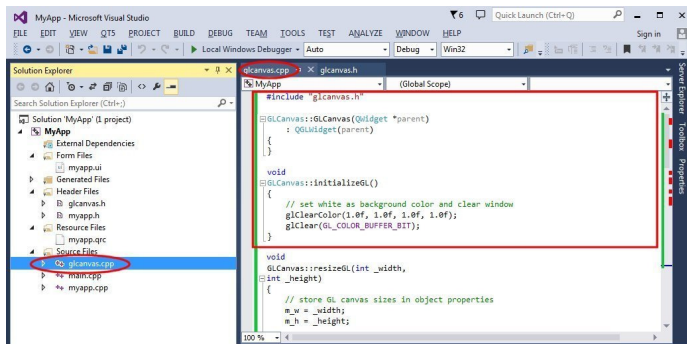 MyApp - Microsoft Visual Studio
6
Quick Launch (Ctrl+Q)
FILE EDIT VIEW QT5 PROJECT BUILD DEBUG TEAM TOOLS TEST ANALYZE WINDOW HELP
Sign in
Local Windows Debugger Auto Debug Win32
Solution Explorer
glcanvas.cpp glcanvas.h
MyApp (Global Scope)
Search Solution Explorer (Ctrl+;)
Solution 'MyApp' (1 project)
MyApp
External Dependencies
Form Files
myapp.ui
Generated Files
Header Files
glcanvas.h
myapp.h
Resource Files
myapp.qrc
Source Files
glcanvas.cpp
main.cpp
myapp.cpp
#include "glcanvas.h"
GLCanvas::GLCanvas(QWidget *parent)
: QGLWidget(parent)
{
}
void
GLCanvas::initializeGL()
{
// set white as background color and clear window
glClearColor(1.0f, 1.0f, 1.0f, 1.0f);
glClear(GL_COLOR_BUFFER_BIT);
}
void
GLCanvas::resizeGL(int _width,
int _height)
{
// store GL canvas sizes in object properties
m_w = _width;
m_h = _height;
100 %
Server Explorer
Toolbox
Properties